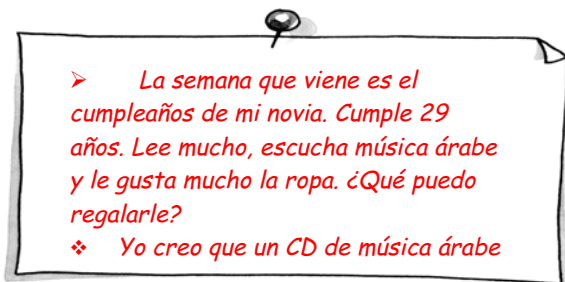 ➢ La semana que viene es el
cumpleaños de mi novia. Cumple 29
años. Lee mucho, escucha música árabe
y le gusta mucho la ropa. ¿Qué puedo
regalarle?
❖ Yo creo que un CD de música árabe